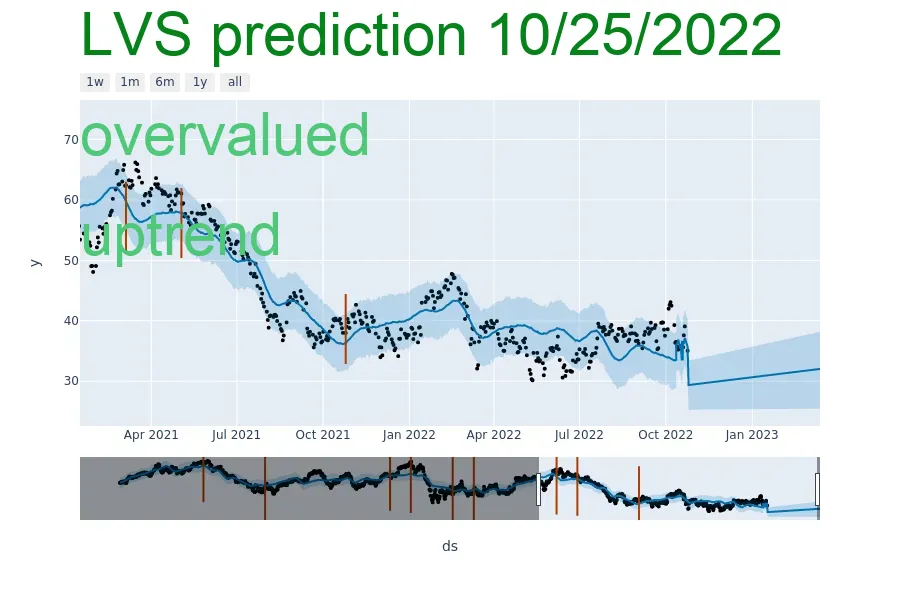 LVS prediction 10/25/2022
1w 1m 6m 1y all
overvalued
70
60
uptrend
50
40
30
y
Apr 2021 Jul 2021 Oct 2021 Jan 2022 Apr 2022 Jul 2022 Oct 2022 Jan 2023
ds